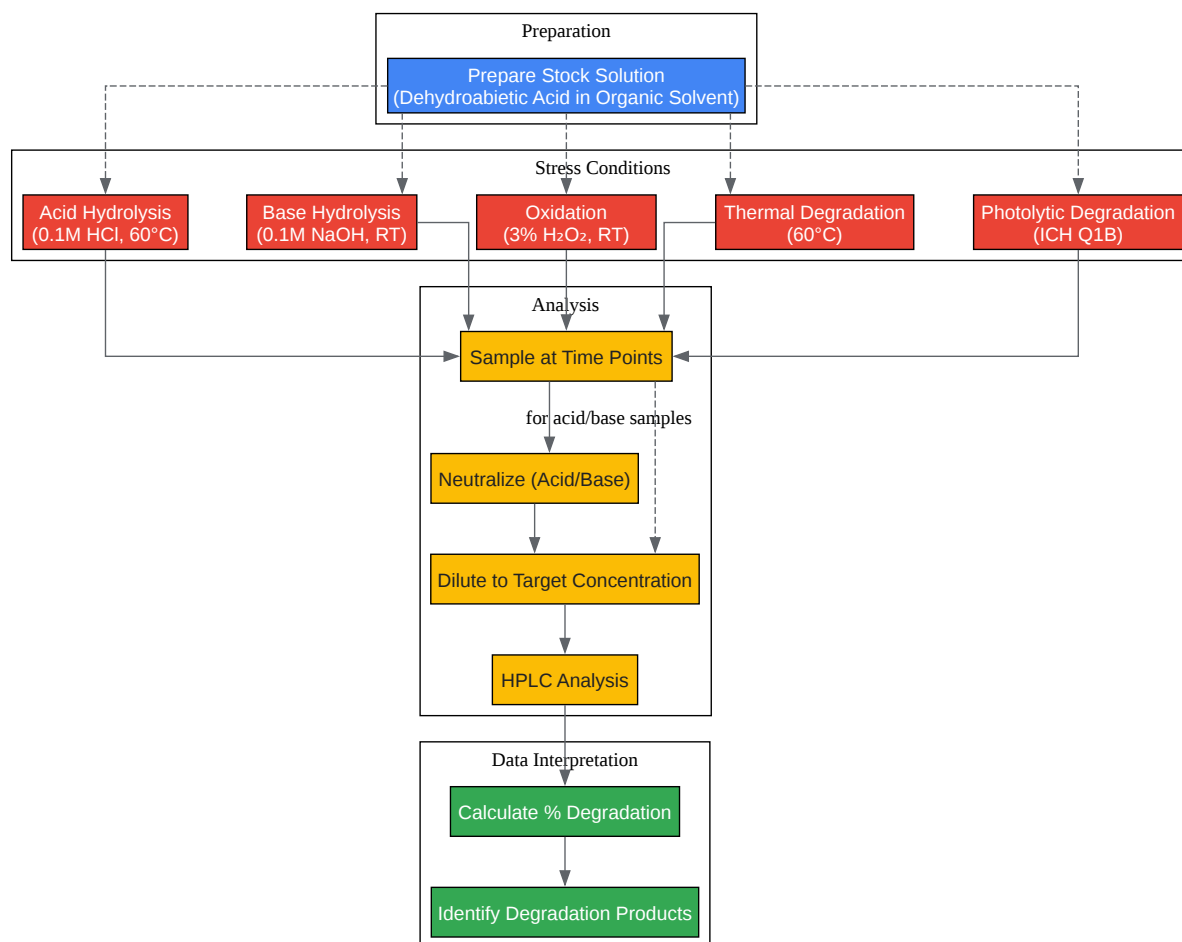 Preparation
Prepare Stock Solution
(Dehydroabietic Acid in Organic Solvent)
Stress Conditions
Acid Hydrolysis
(0.1M HCl, 60°C)
Base Hydrolysis
(0.1M NaOH, RT)
Oxidation
(3% H₂O₂, RT)
Thermal Degradation
(60°C)
Photolytic Degradation
(ICH Q1B)
Analysis
Sample at Time Points
for acid/base samples
Neutralize (Acid/Base)
Dilute to Target Concentration
HPLC Analysis
Data Interpretation
Calculate % Degradation
Identify Degradation Products